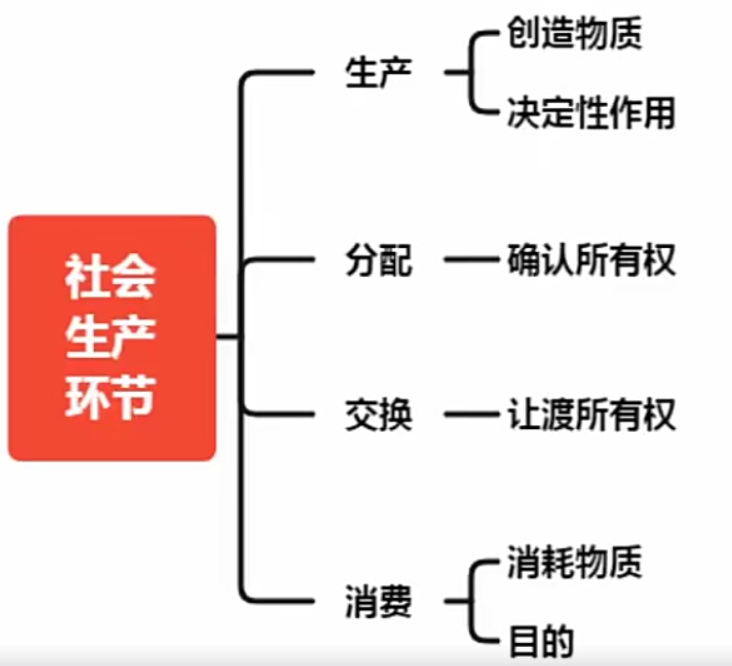 社会
生产
环节
生产
创造物质
决定性作用
分配
确认所有权
交换
让渡所有权
消费
消耗物质
目的